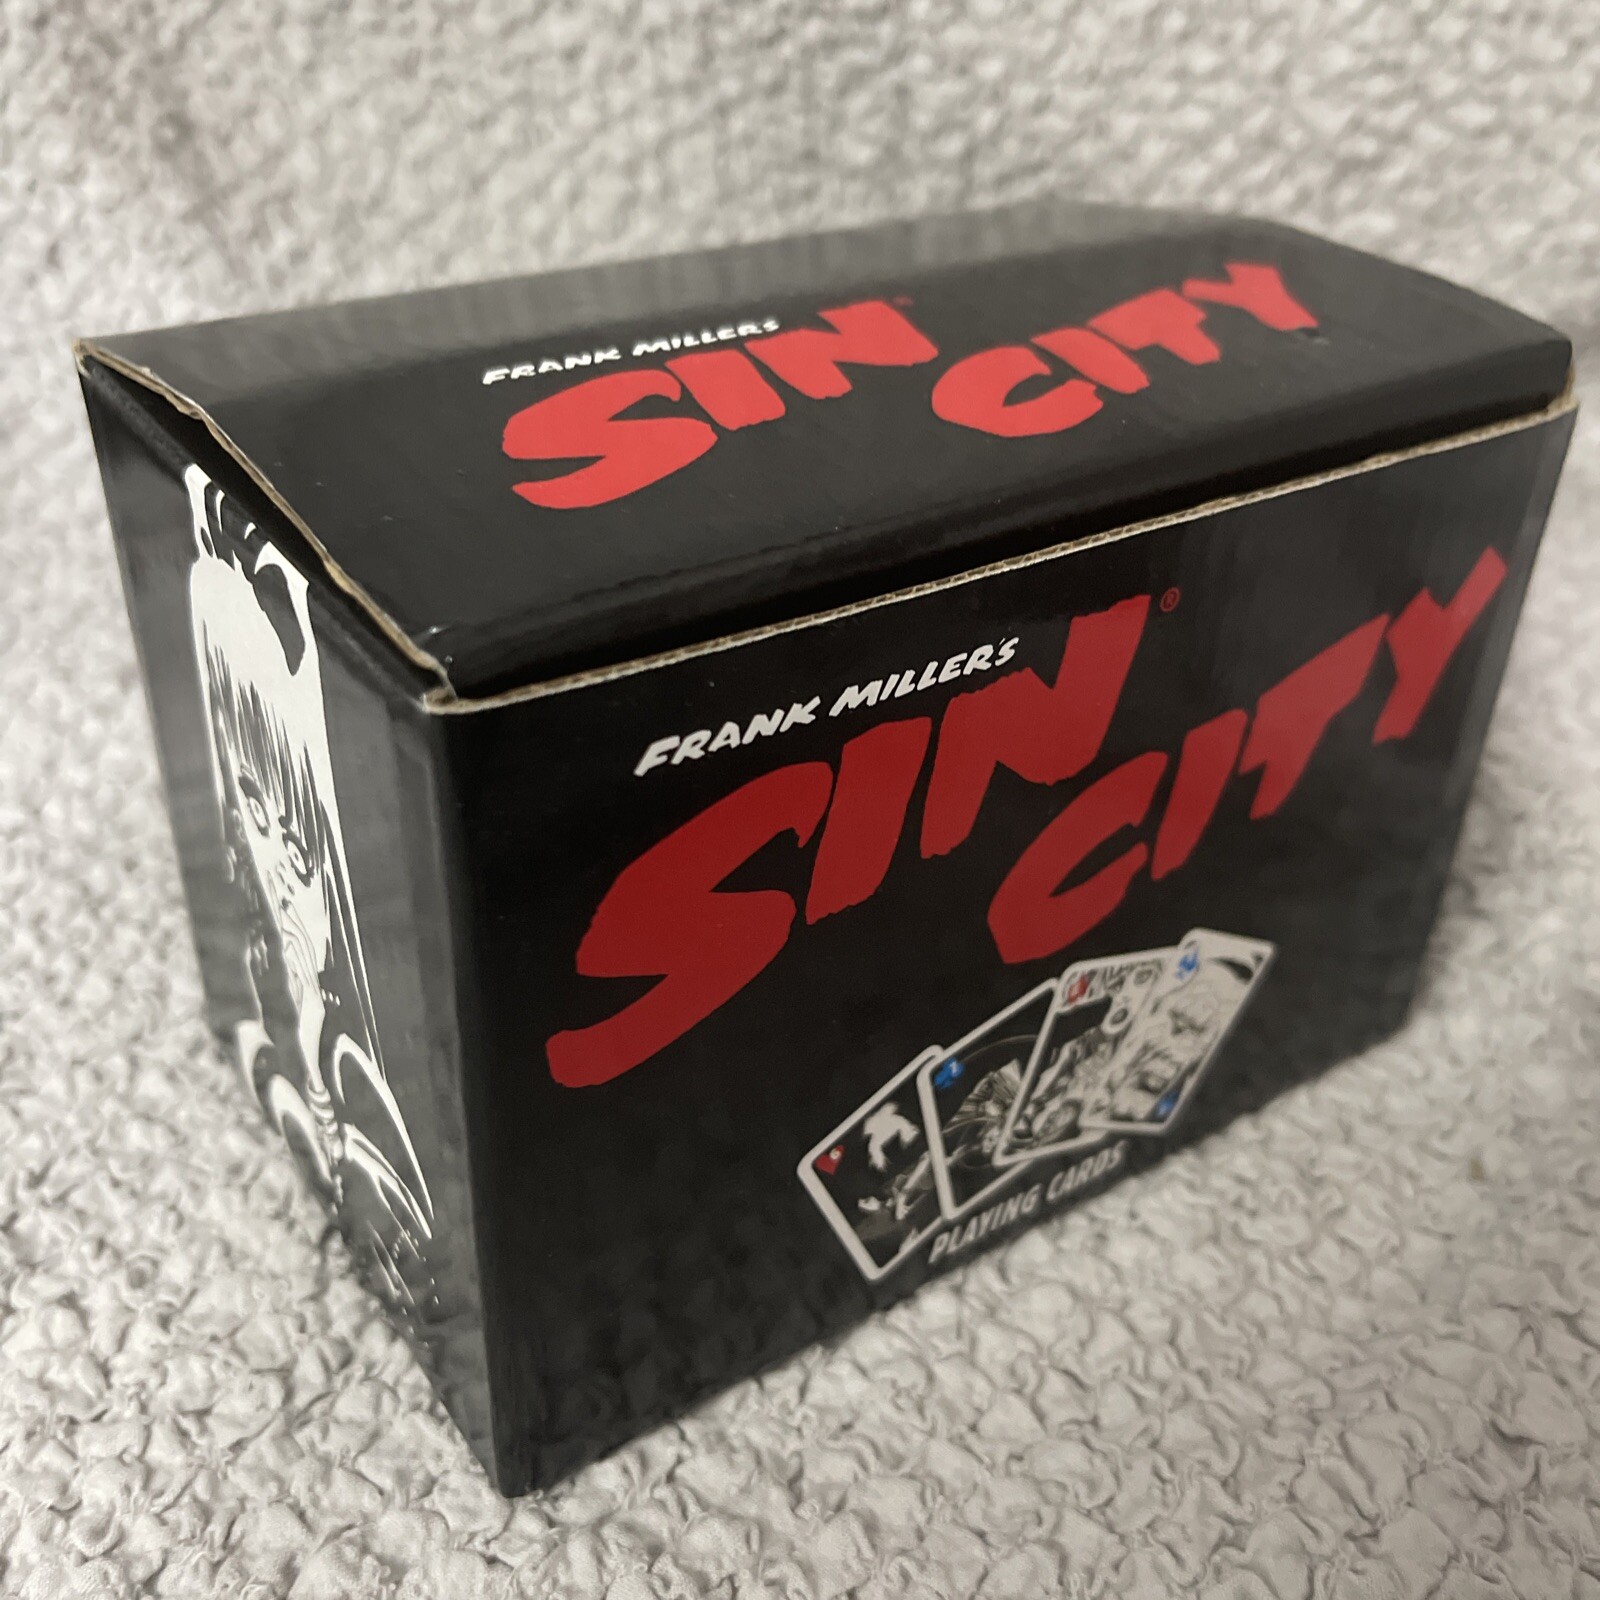 FRANK MILLER'S
SIN
CITY
FRANK MILLER'S
SIN ®
CITY
PLAYING CARDS